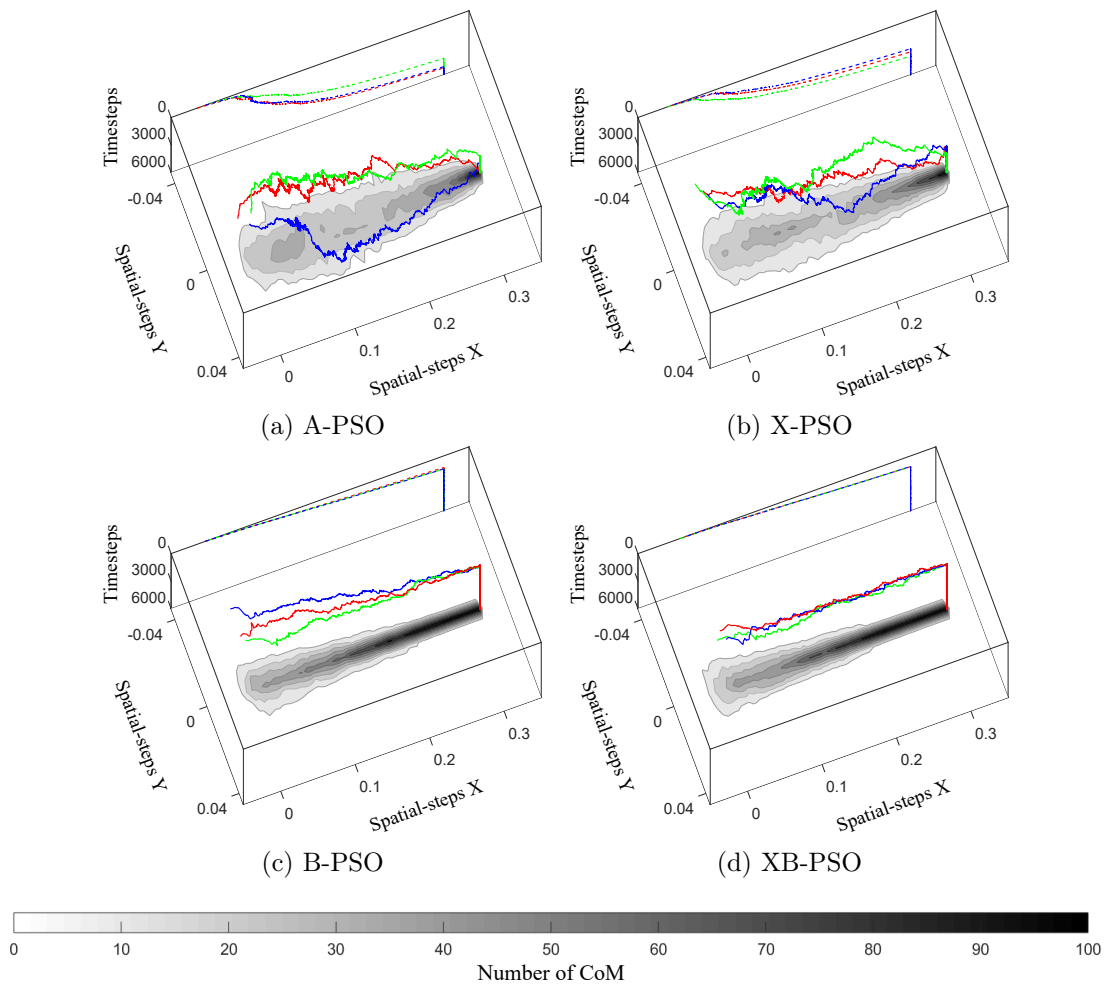 0
3000
6000
Timesteps
-0.04
0
0.04
Spatial-steps Y
0
0.1
0.2
0.3
Spatial-steps X
(a) A-PSO
0
3000
6000
Timesteps
-0.04
0
0.04
Spatial-steps Y
0
0.1
0.2
0.3
Spatial-steps X
(b) X-PSO
0
3000
6000
Timesteps
-0.04
0
0.04
Spatial-steps Y
0
0.1
0.2
0.3
Spatial-steps X
(c) B-PSO
0
3000
6000
Timesteps
-0.04
0
0.04
Spatial-steps Y
0
0.1
0.2
0.3
Spatial-steps X
(d) XB-PSO
0 10 20 30 40 50 60 70 80 90 100
Number of CoM